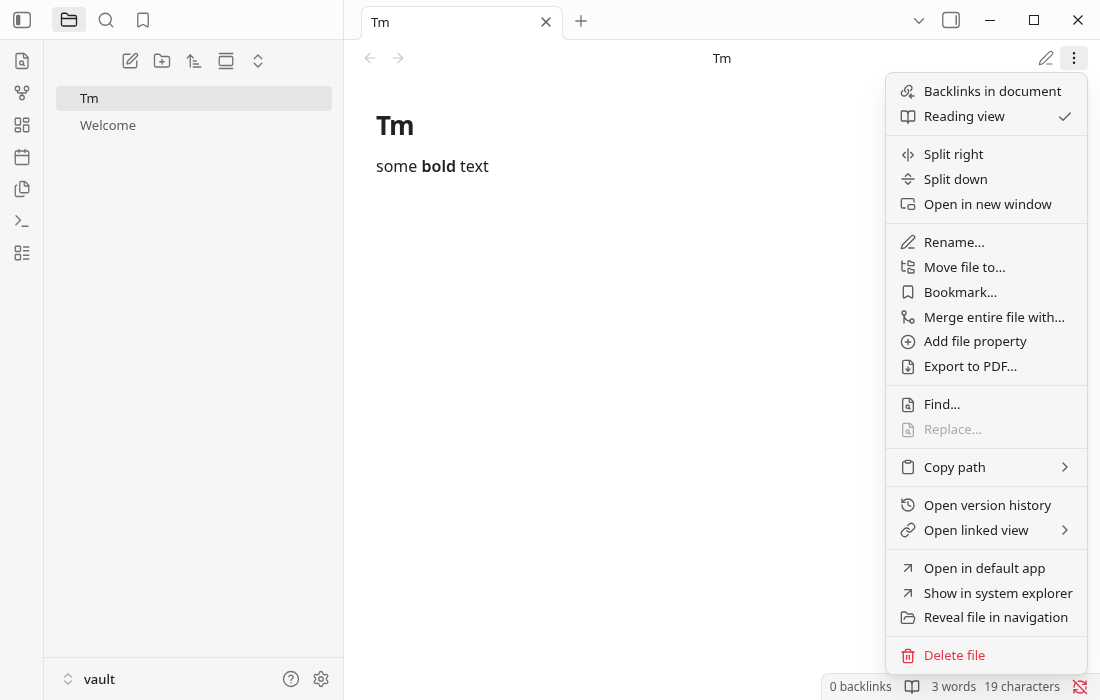 Tm
Tm
Tm
Welcome
Tm
some bold text
Backlinks in document
Reading view
Split right
Split down
Open in new window
Rename...
Move file to...
Bookmark...
Merge entire file with...
Add file property
Export to PDF...
Find...
Replace...
Copy path
Open version history
Open linked view
Open in default app
Show in system explorer
Reveal file in navigation
Delete file
vault
0 backlinks
3 words
19 characters